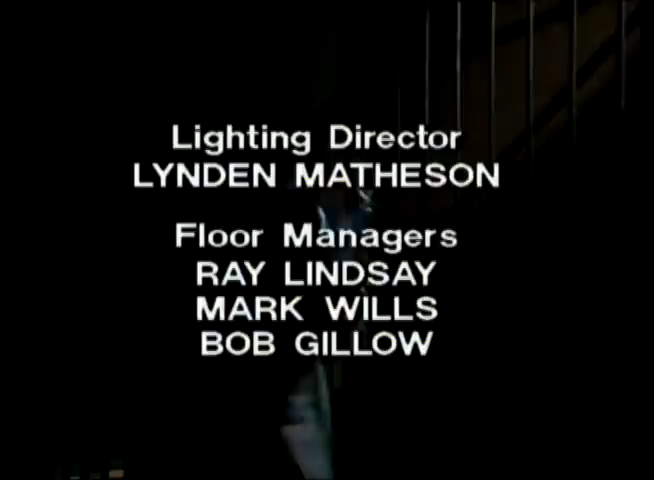 Lighting Director
LYNDEN MATHESON
Floor Managers
RAY LINDSAY
MARK WILLS
BOB GILLOW